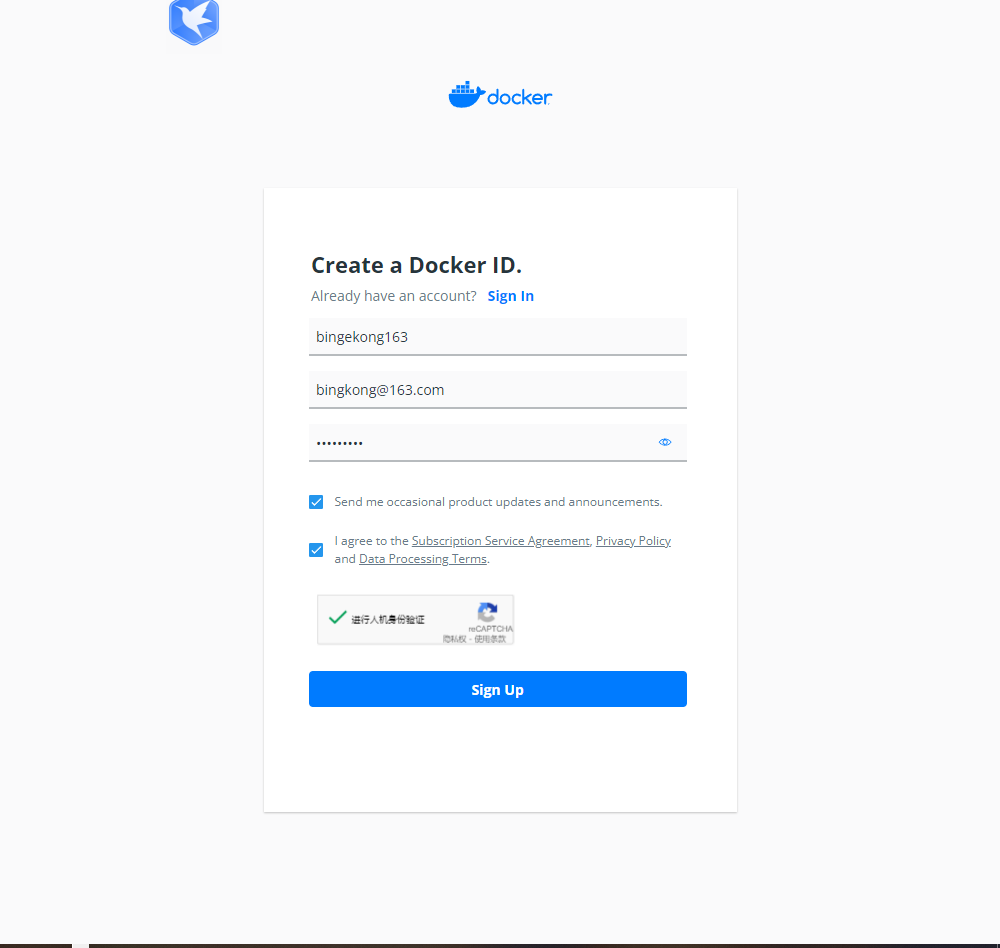 docker
Create a Docker ID.
Already have an account? Sign In
bingekong163
bingkong@163.com
•••••••••
Send me occasional product updates and announcements.
I agree to the Subscription Service Agreement, Privacy Policy
and Data Processing Terms.
进行人机身份验证
reCAPTCHA
隐私权 - 使用条款
Sign Up